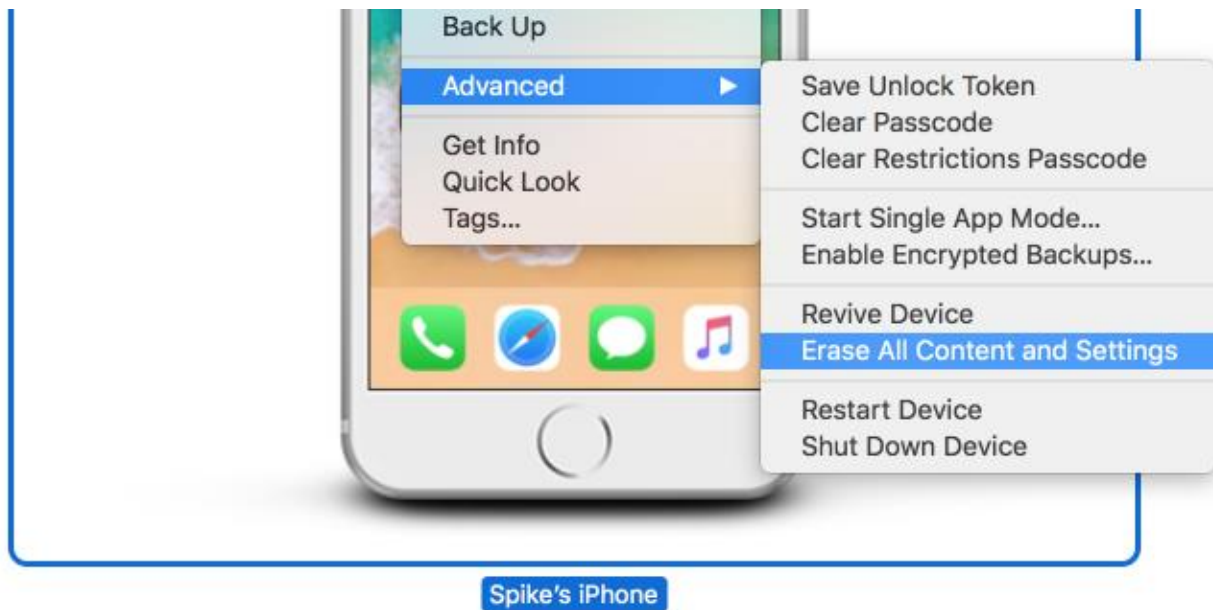 Back Up
Advanced
Get Info
Quick Look
Tags...
Save Unlock Token
Clear Passcode
Clear Restrictions Passcode
Start Single App Mode...
Enable Encrypted Backups...
Revive Device
Erase All Content and Settings
Restart Device
Shut Down Device
Spike’s iPhone